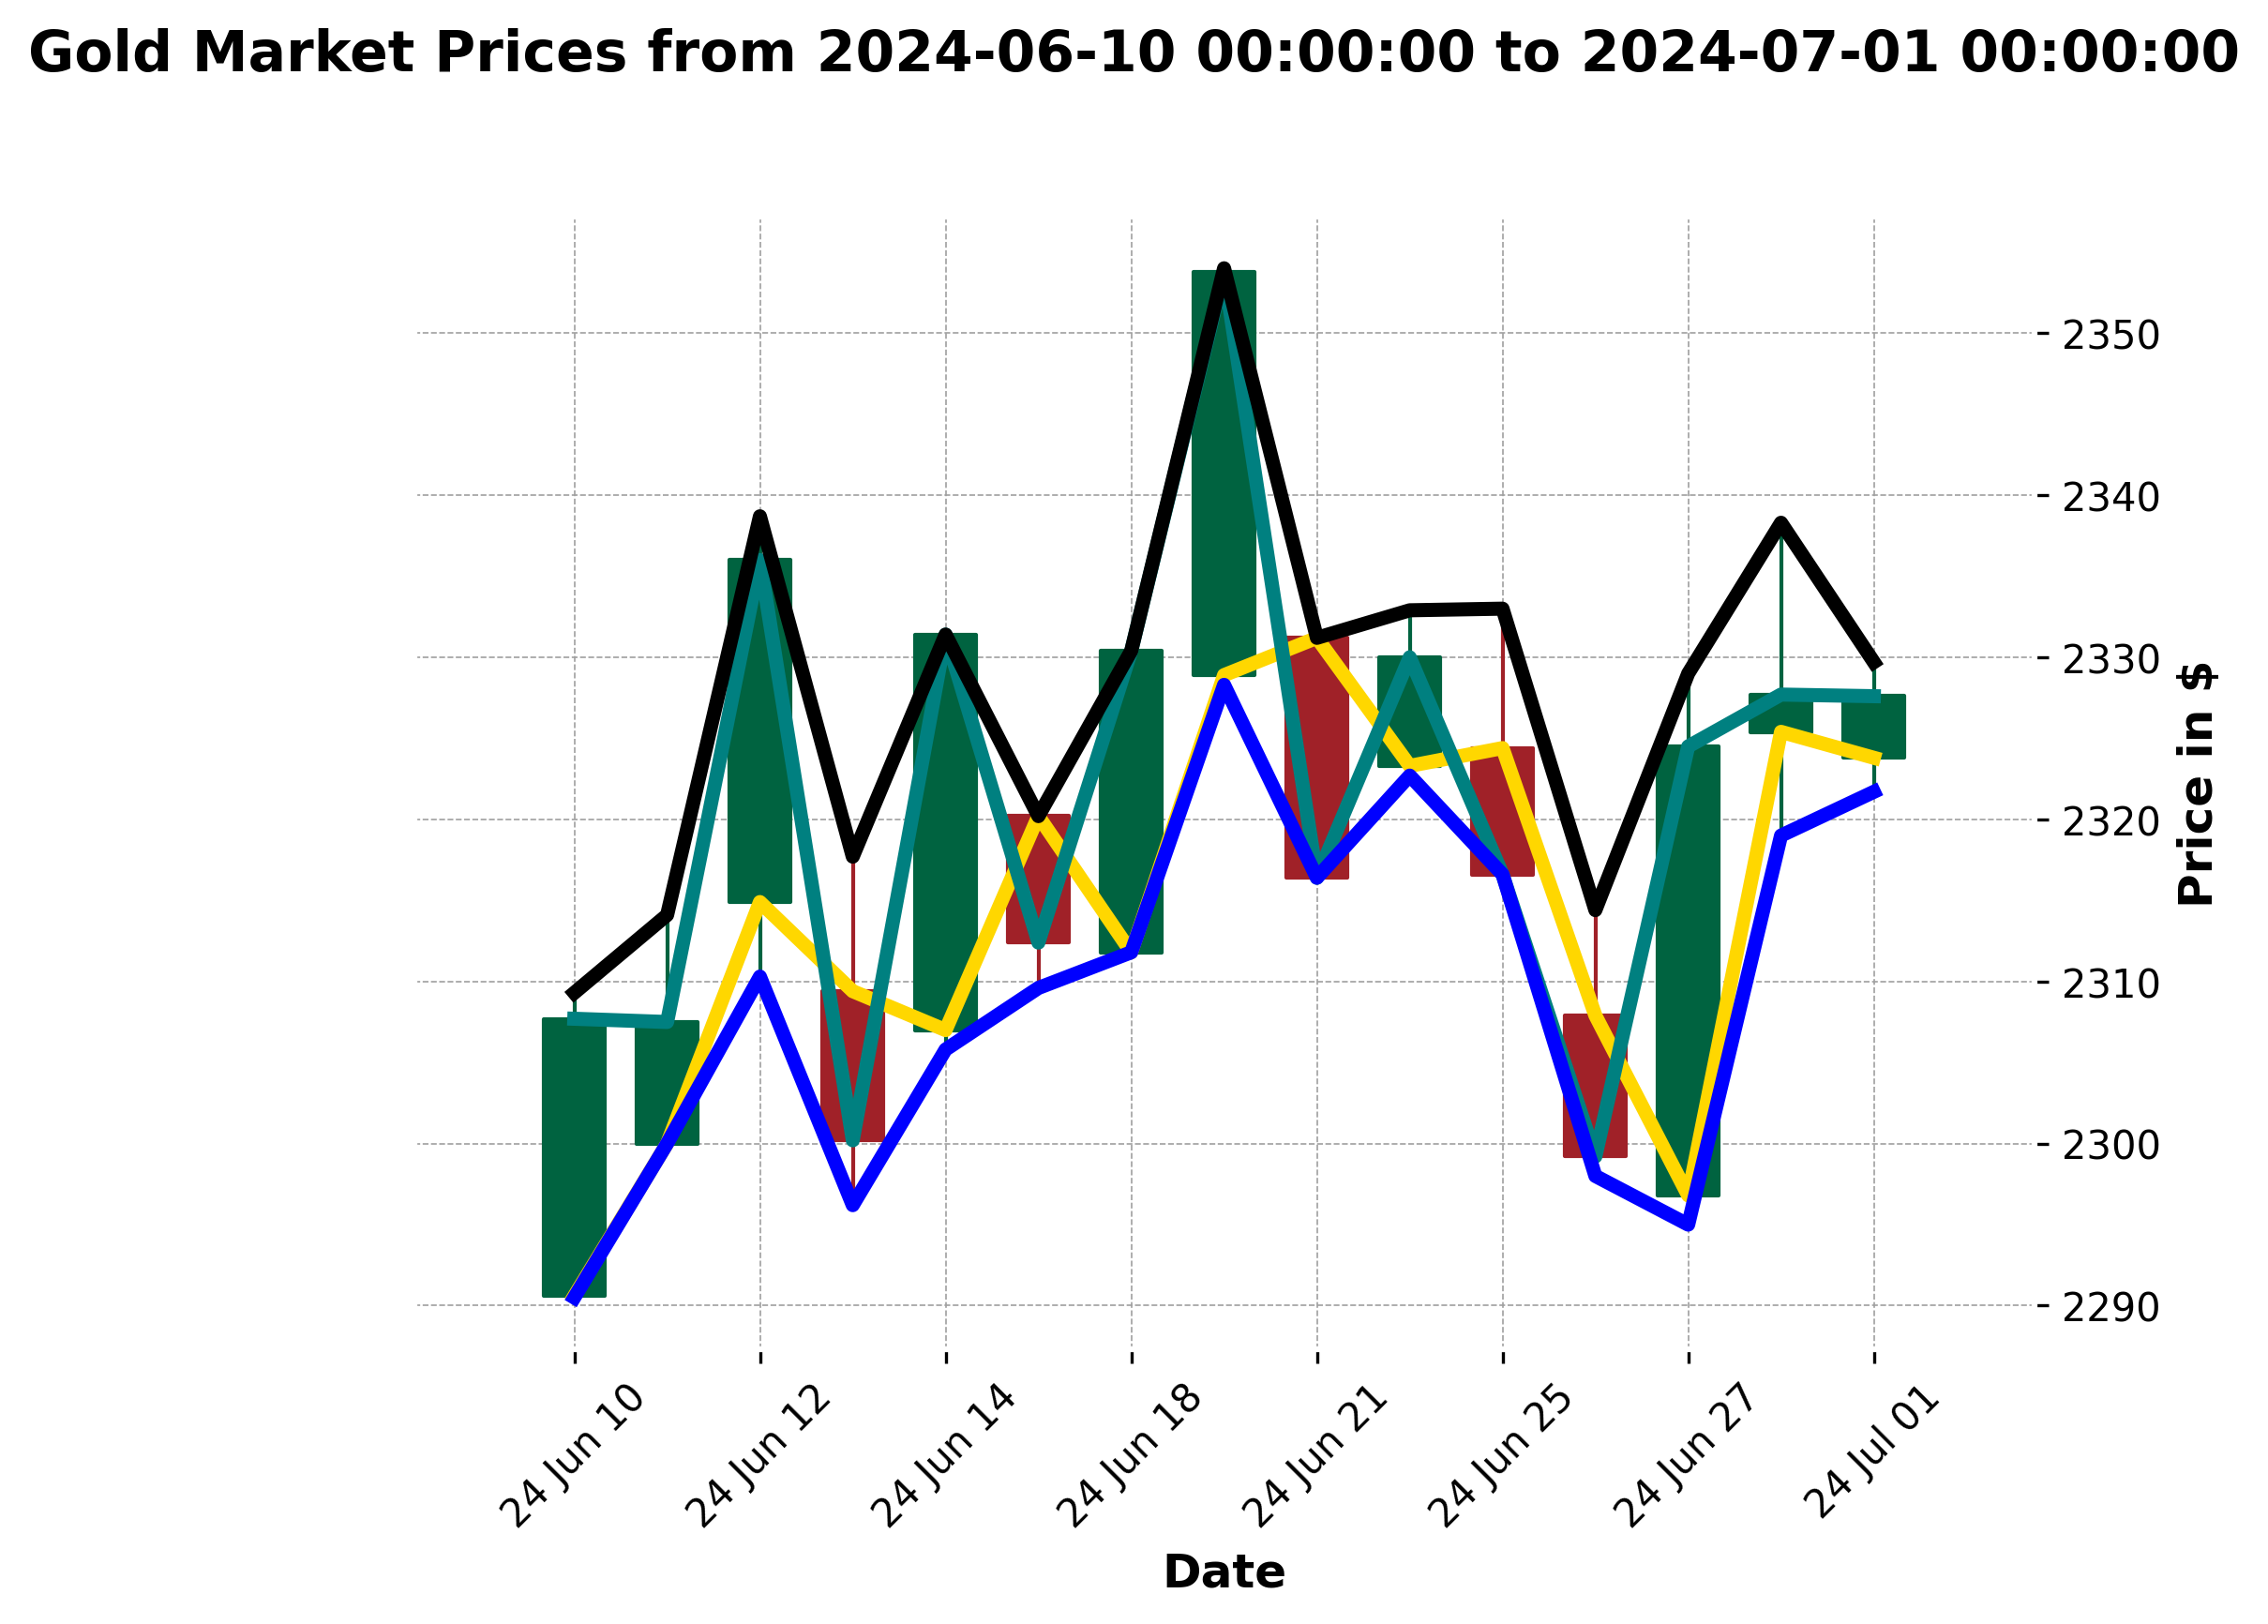 Gold Market Prices from 2024-06-10 00:00:00 to 2024-07-01 00:00:00
2350
2340
2330
2320
2310
2300
2290
Price in $
24 Jun 10
24 Jun 12
24 Jun 14
24 Jun 18
24 Jun 21
24 Jun 25
24 Jun 27
24 Jul 01
Date